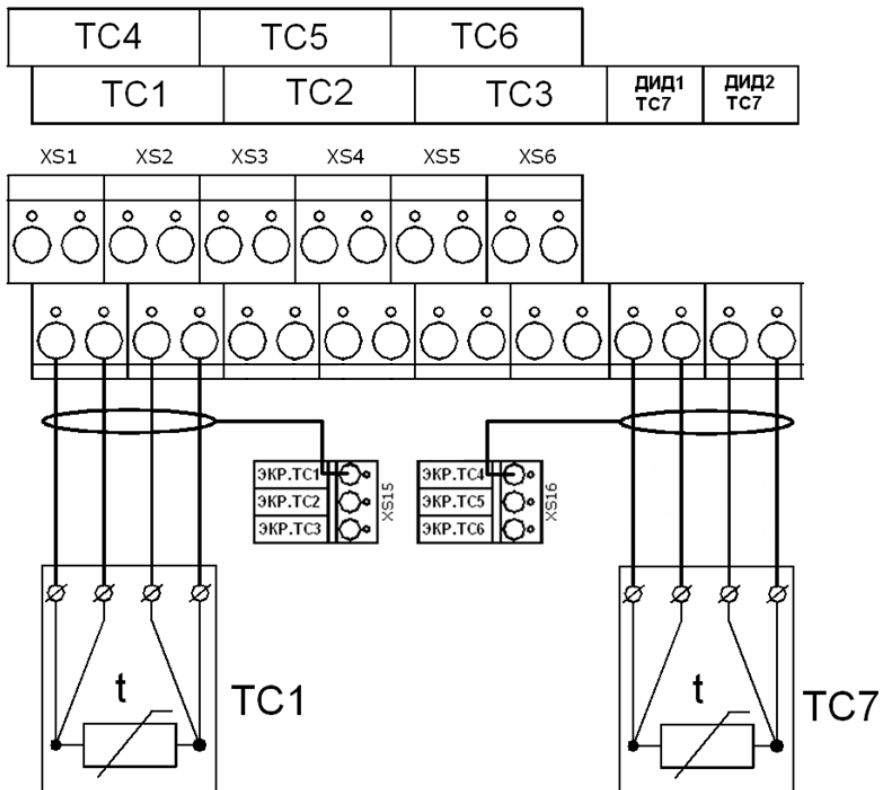 ТС4 ТС5 ТС6
ТС1 ТС2 ТС3 ДИД1 ТС7 ДИД2 ТС7
XS1 XS2 XS3 XS4 XS5 XS6
ЭКР.ТС1
ЭКР.ТС2
ЭКР.ТС3
XS15
ЭКР.ТС4
ЭКР.ТС5
ЭКР.ТС6
XS16
t
ТС1
t
ТС7